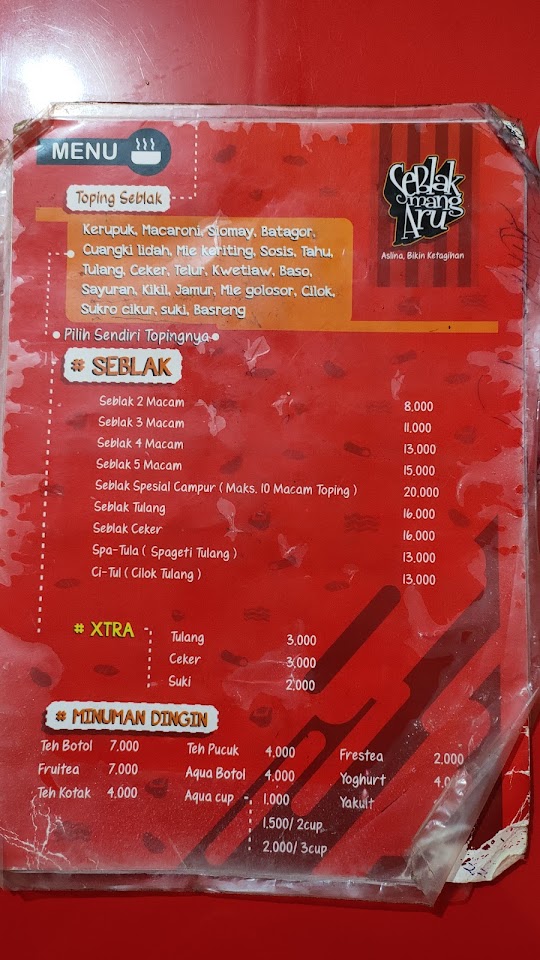 MENU
Seblak
mang
Aru
Aslina, Bikin Ketagihan
Toping Seblak
Kerupuk, Macaroni, Slomay, Batagor,
Cuangki lidah, Mie keriting, Sosis, Tahu,
Tulang, Ceker, Telur, Kwetiaw, Baso,
Sayuran, Kikil, Jamur, Mie golosor, Cilok,
Sukro cikur, suki, Basreng
Pilih Sendiri Topingnya
# SEBLAK
Seblak 2 Macam 8,000
Seblak 3 Macam 11,000
Seblak 4 Macam 13,000
Seblak 5 Macam 15,000
Seblak Spesial Campur ( Maks. 10 Macam Toping ) 20,000
Seblak Tulang 16,000
Seblak Ceker 16,000
Spa-Tula ( Spageti Tulang ) 13,000
Ci-Tul ( Cilok Tulang ) 13,000
# XTRA
Tulang 3,000
Ceker 3,000
Suki 2,000
# MINUMAN DINGIN
Teh Botol 7.000 Teh Pucuk 4.000 Frestea 2,000
Fruitea 7.000 Aqua Botol 4.000 Yoghurt
Teh Kotak 4.000 Aqua cup - 1.000 Yakult
1.500/ 2cup
2.000/ 3cup